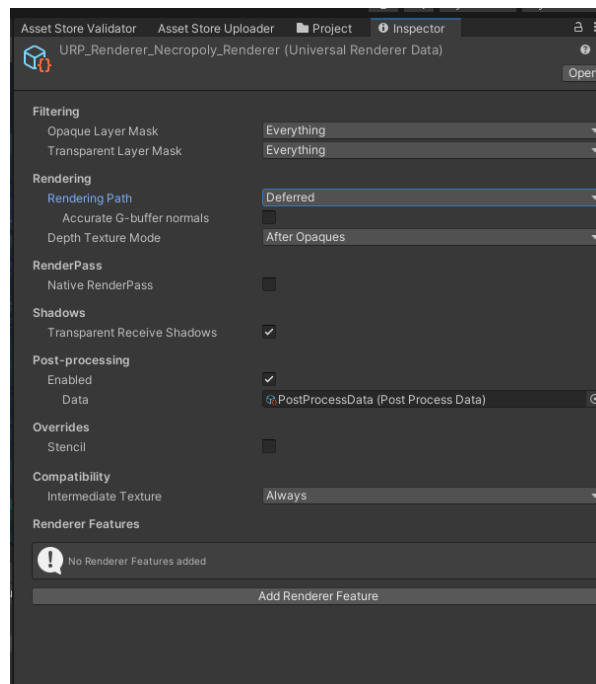 Asset Store Validator Asset Store Uploader Project Inspector
URP_Renderer_Necropoly_Renderer (Universal Renderer Data)
Open
Filtering
Opaque Layer Mask Everything
Transparent Layer Mask Everything
Rendering
Rendering Path Deferred
Accurate G-buffer normals
Depth Texture Mode After Opaques
RenderPass
Native RenderPass
Shadows
Transparent Receive Shadows
Post-processing
Enabled
Data PostProcessData (Post Process Data)
Overrides
Stencil
Compatibility
Intermediate Texture Always
Renderer Features
No Renderer Features added
Add Renderer Feature